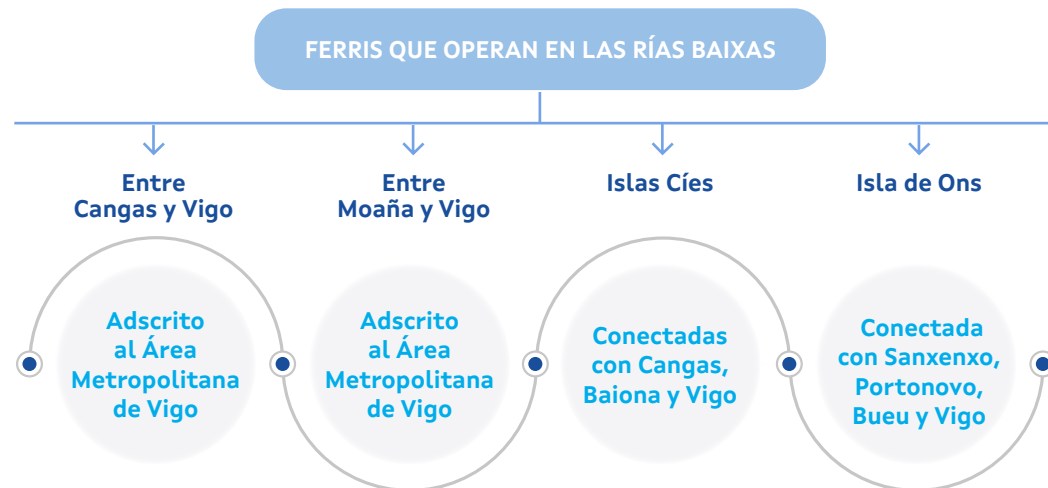 FERRIS QUE OPERAN EN LAS RÍAS BAIXAS
Entre
Cangas y Vigo
Adscrito
al Área
Metropolitana
de Vigo
Entre
Moaña y Vigo
Adscrito
al Área
Metropolitana
de Vigo
Islas Cíes
Conectadas
con Cangas,
Baiona y Vigo
Isla de Ons
Conectada
con Sanxenxo,
Portonovo,
Bueu y Vigo